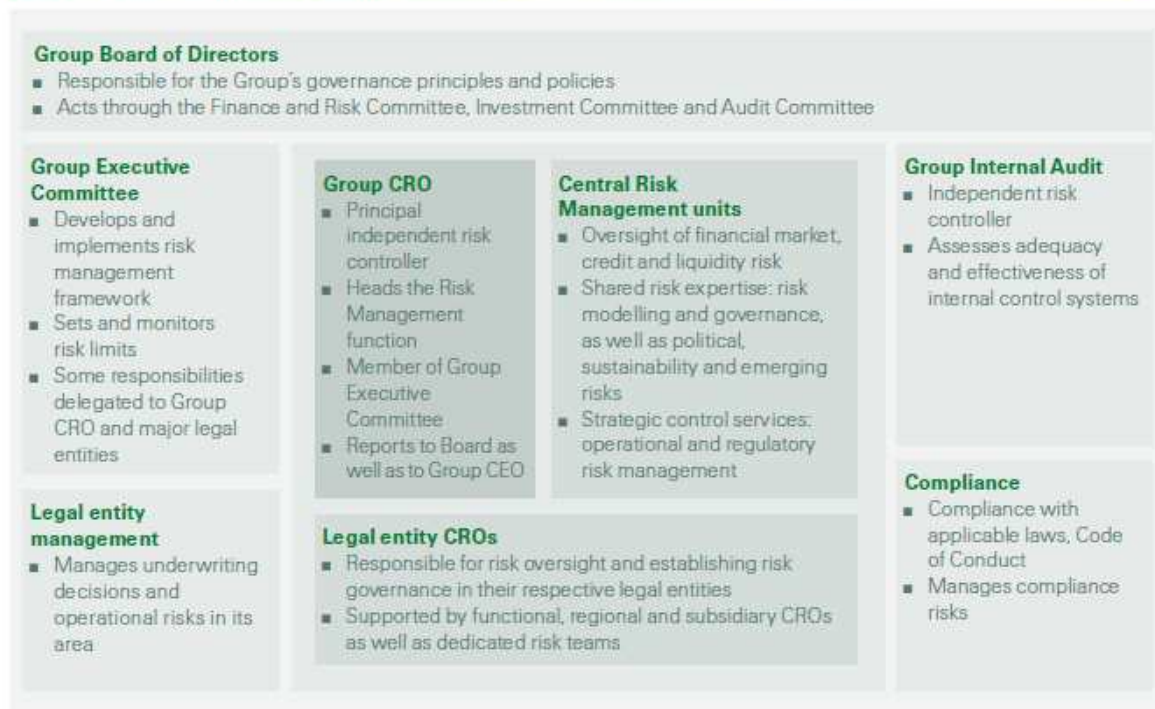 Group Board of Directors
■ Responsible for the Group's governance principles and policies
■ Acts through the Finance and Risk Committee, Investment Committee and Audit Committee
Group Executive
Committee
■ Develops and
implements risk
management
framework
■ Sets and monitors
risk limits
■ Some responsibilities
delegated to Group
CRO and major legal
entities
Legal entity
management
■ Manages underwriting
decisions and
operational risks in its
area
Group CRO
■ Principal
independent risk
controller
■ Heads the Risk
Management
function
■ Member of Group
Executive
Committee
■ Reports to Board as
well as to Group CEO
Central Risk
Management units
■ Oversight of financial market,
credit and liquidity risk
■ Shared risk expertise: risk
modelling and governance,
as well as political,
sustainability and emerging
risks
■ Strategic control services:
operational and regulatory
risk management
Legal entity CROs
■ Responsible for risk oversight and establishing risk
governance in their respective legal entities
■ Supported by functional, regional and subsidiary CROs
as well as dedicated risk teams
Group Internal Audit
■ Independent risk
controller
■ Assesses adequacy
and effectiveness of
internal control systems
Compliance
■ Compliance with
applicable laws, Code
of Conduct
■ Manages compliance
risks